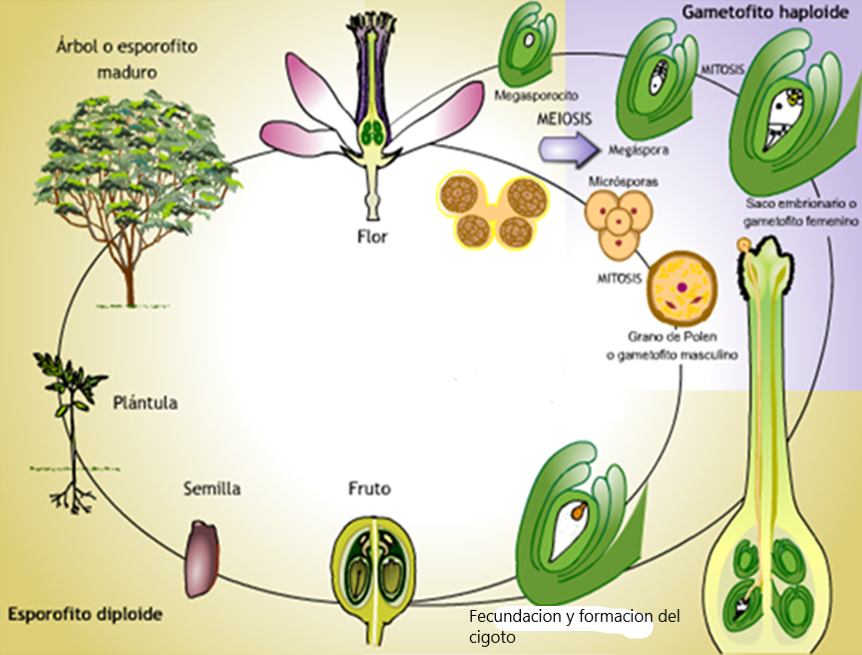 Gametofito haploide
Árbol o esporofito
maduro
Megasporocito
MITOSIS
MEIOSIS
Megáspora
Micrósporas
Saco embrionario o
gametofito femenino
Flor
MITOSIS
Grano de Polen
o gametofito masculino
Plántula
Semilla
Fruto
Esporofito diploide
Fecundacion y formacion del
cigoto